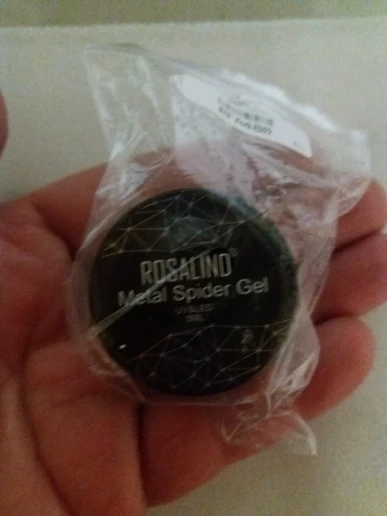 ROSALIND®
Metal Spider Gel
UV&LED